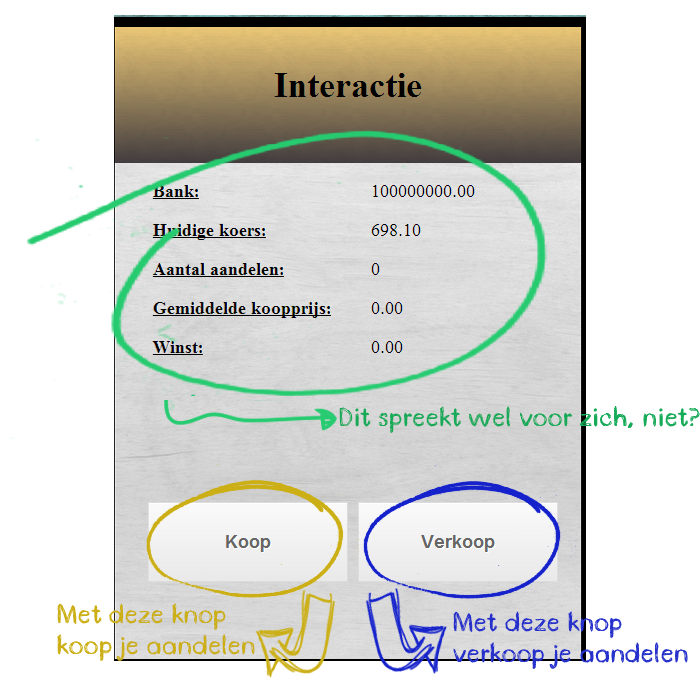 Interactie
Bank: 100000000.00
Huidige koers: 698.10
Aantal aandelen: 0
Gemiddelde koopprijs: 0.00
Winst: 0.00
Dit spreekt wel voor zich, niet?
Koop Verkoop
Met deze knop
koop je aandelen
Met deze knop
verkoop je aandelen